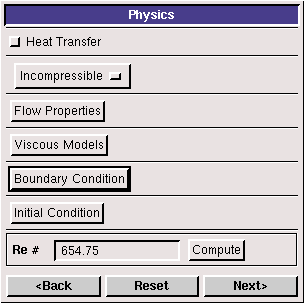 Physics
Heat Transfer
Incompressible
Flow Properties
Viscous Models
Boundary Condition
Initial Condition
Re # 654.75 Compute
<Back Reset Next>